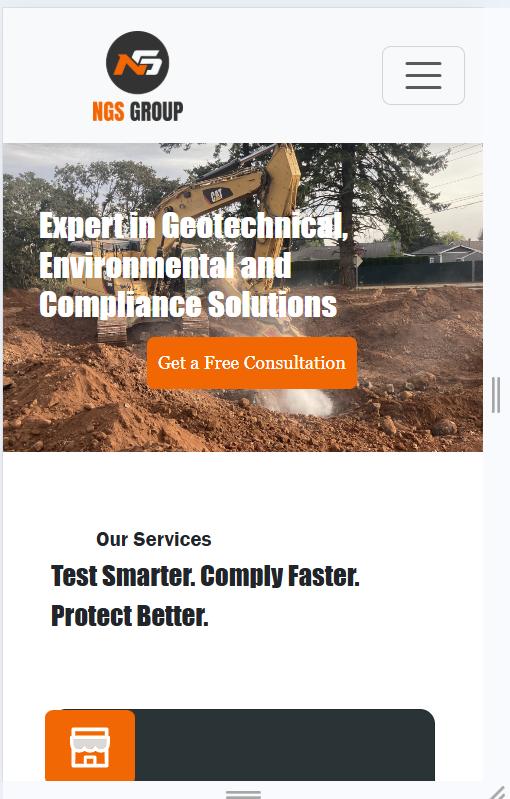 NGS GROUP
CAT
Expert in Geotechnical,
Environmental and
Compliance Solutions
Get a Free Consultation
Our Services
Test Smarter. Comply Faster.
Protect Better.